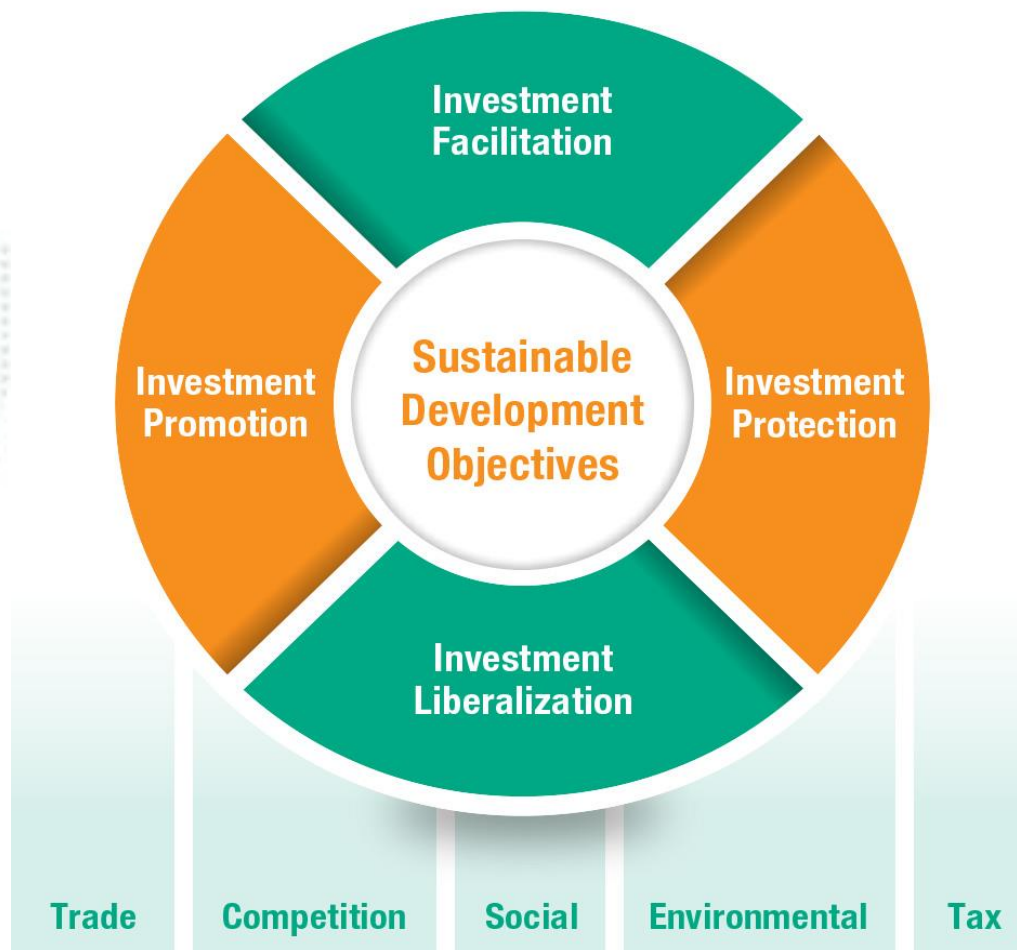 Investment
Facilitation
Investment
Promotion
Sustainable
Development
Objectives
Investment
Protection
Investment
Liberalization
Trade
Competition
Social
Environmental
Tax